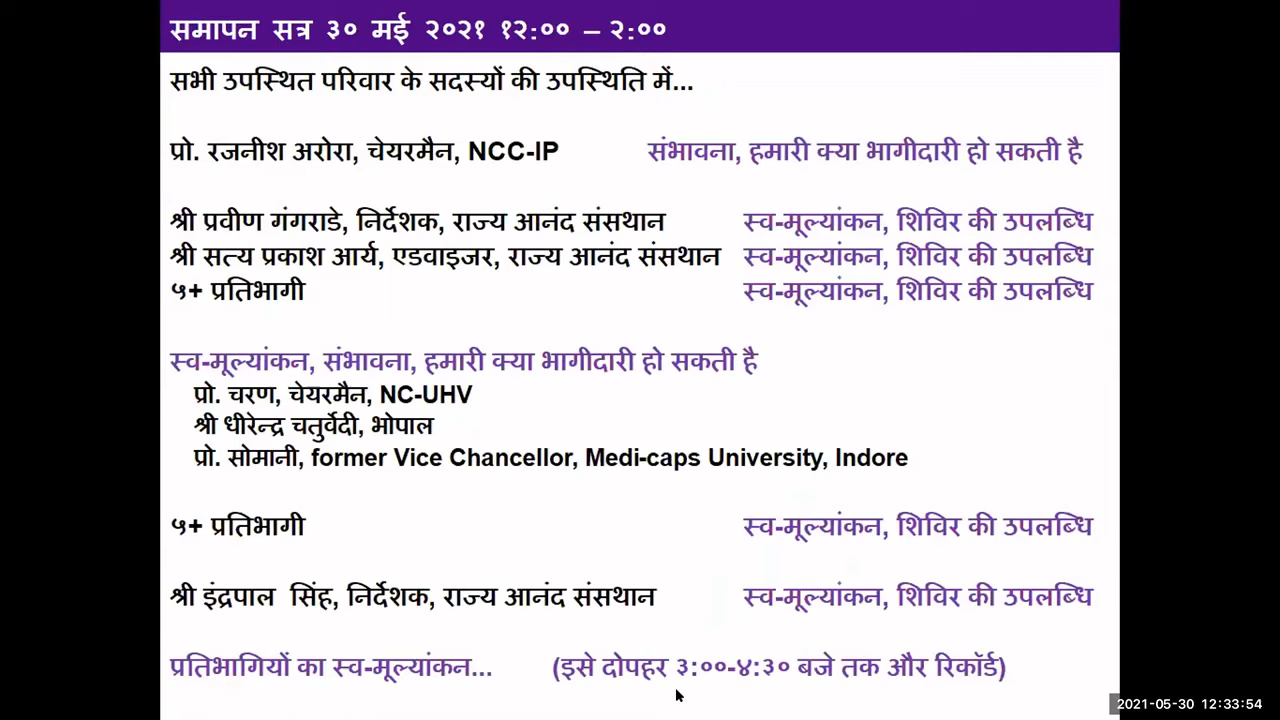 समापन सत्र ३० मई २०२१ १२:०० – २:००
सभी उपस्थित परिवार के सदस्यों की उपस्थिति में...
प्रो. रजनीश अरोरा, चेयरमैन, NCC-IP संभावना, हमारी क्या भागीदारी हो सकती है
श्री प्रवीण गंगराडे, निर्देशक, राज्य आनंद संसथान स्व-मूल्यांकन, शिविर की उपलब्धि
श्री सत्य प्रकाश आर्य, एडवाइजर, राज्य आनंद संसथान स्व-मूल्यांकन, शिविर की उपलब्धि
५+ प्रतिभागी स्व-मूल्यांकन, शिविर की उपलब्धि
स्व-मूल्यांकन, संभावना, हमारी क्या भागीदारी हो सकती है
प्रो. चरण, चेयरमैन, NC-UHV
श्री धीरेन्द्र चतुर्वेदी, भोपाल
प्रो. सोमानी, former Vice Chancellor, Medi-caps University, Indore
५+ प्रतिभागी स्व-मूल्यांकन, शिविर की उपलब्धि
श्री इंद्रपाल सिंह, निर्देशक, राज्य आनंद संसथान स्व-मूल्यांकन, शिविर की उपलब्धि
प्रतिभागियों का स्व-मूल्यांकन... (इसे दोपहर ३:००-४:३० बजे तक और रिकॉर्ड)
2021-05-30 12:33:54